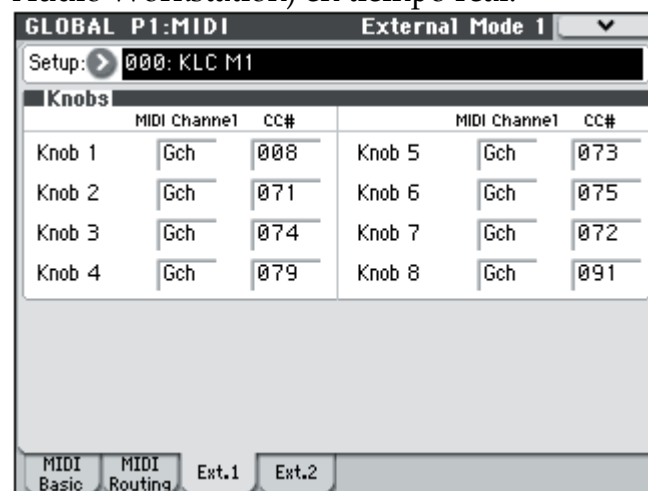 Audio Workstation) en tiempo real.
GLOBAL P1:MIDI External Mode 1
Setup: 000: KLC M1
Knobs
MIDI Channel CC# MIDI Channel CC#
Knob 1 Gch 008 Knob 5 Gch 073
Knob 2 Gch 071 Knob 6 Gch 075
Knob 3 Gch 074 Knob 7 Gch 072
Knob 4 Gch 079 Knob 8 Gch 091
MIDI Basic MIDI Routing Ext.1 Ext.2